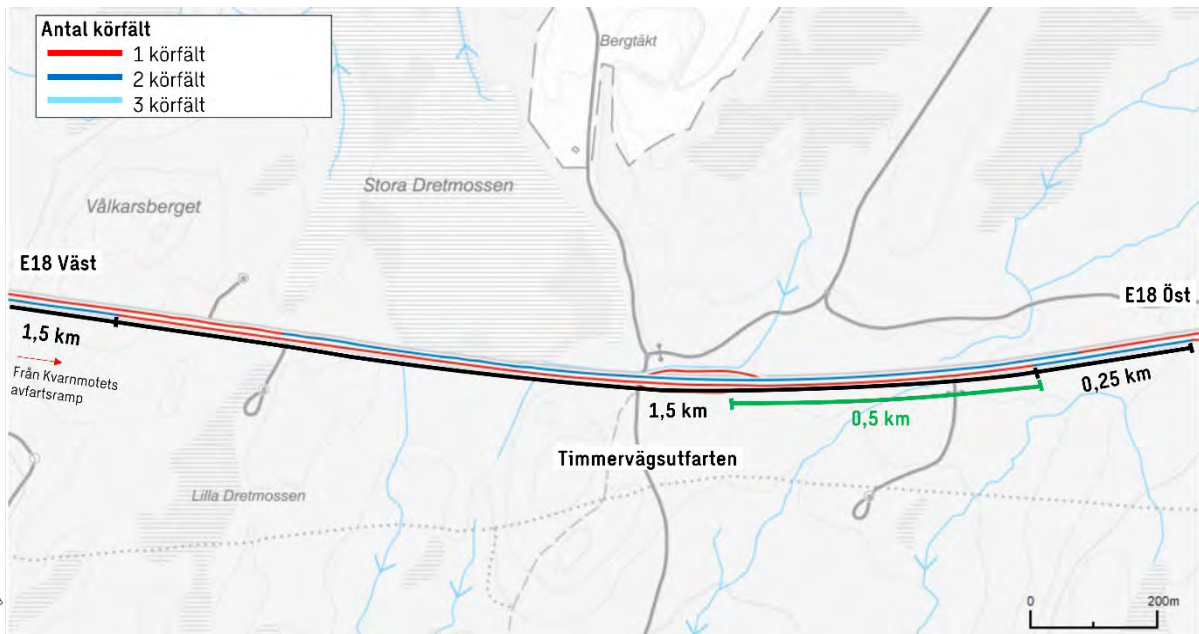 Antal körfält
1 körfält
2 körfält
3 körfält
Bergtäkt
Stora Dretmossen
Vålkarsberget
E18 Väst
E18 Öst
1,5 km
Från Kvarnmotets
avfartsramp
0,25 km
1,5 km
0,5 km
Timmervägsutfarten
Lilla Dretmossen
0
200m